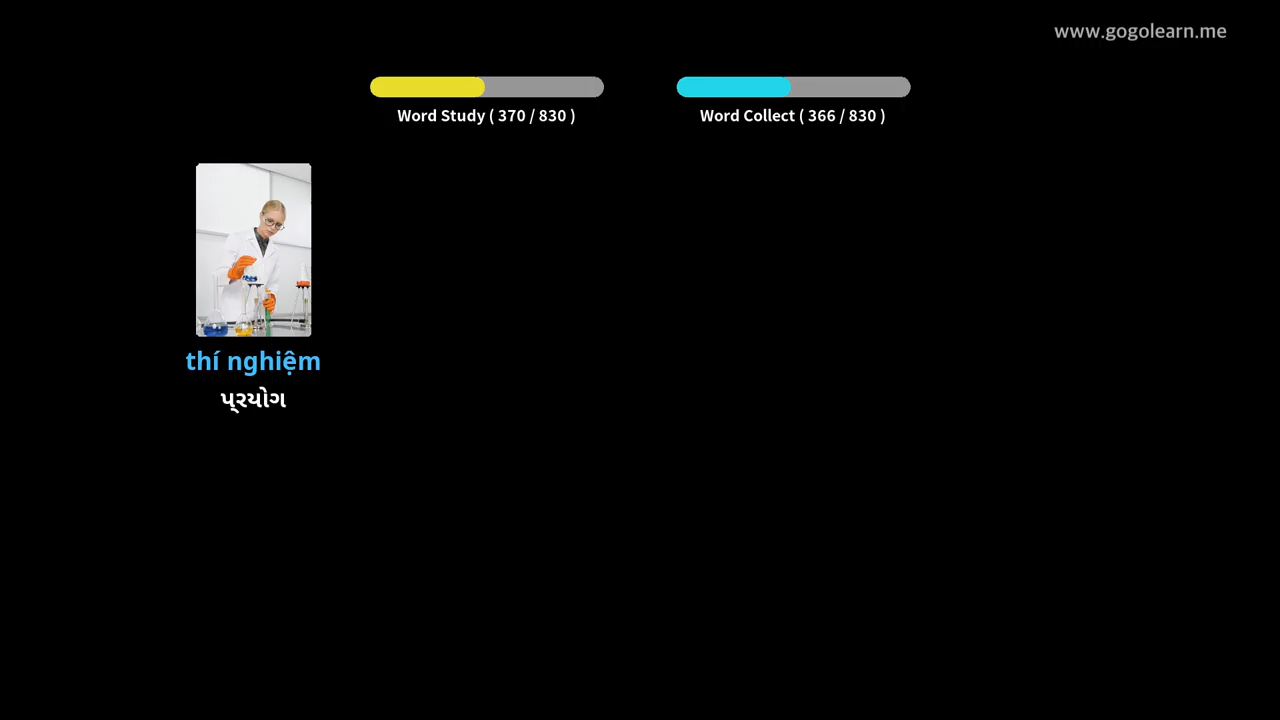 www.gogolearn.me
Word Study ( 370 / 830 )
Word Collect ( 366 / 830 )
thí nghiệm
પ્રયોગ